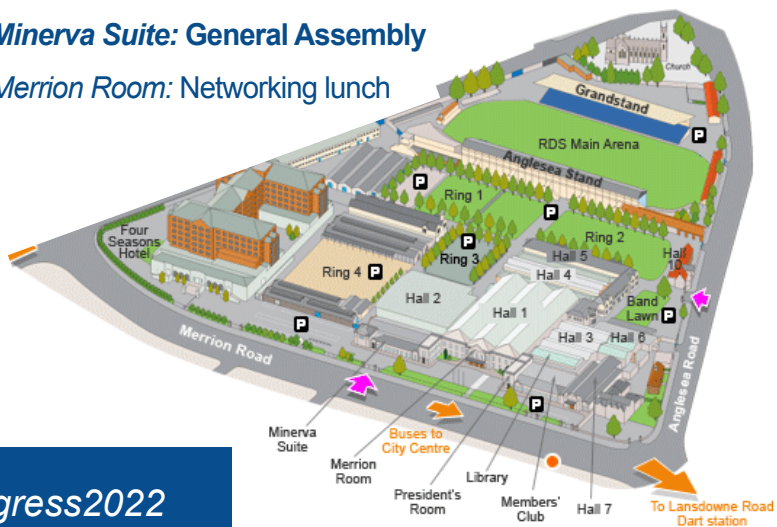 Minerva Suite: General Assembly
Merrion Room: Networking lunch
Church
Grandstand
P
RDS Main Arena
Anglesea Stand
P
Ring 1
P
Four
Seasons
Hotel
Ring 2
P
Ring 3
Hall 5
Hall
10
Ring 4 P
Hall 4
Hall 2
Band
Lawn P
Hall 1
P
Merrion Road
Hall 3
Hall 6
Anglesea Road
P
Minerva
Suite
Buses to
City Centre
Merrion
Room
President's
Room
Library
Members'
Club
Hall 7
To Lansdowne Road
Dart station
gress2022